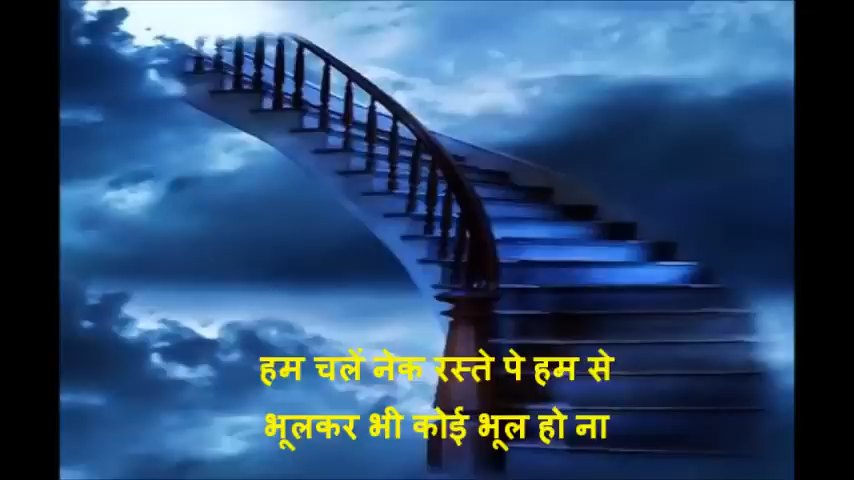 हम चलें नेक रस्ते पे हम से
भूलकर भी कोई भूल हो ना